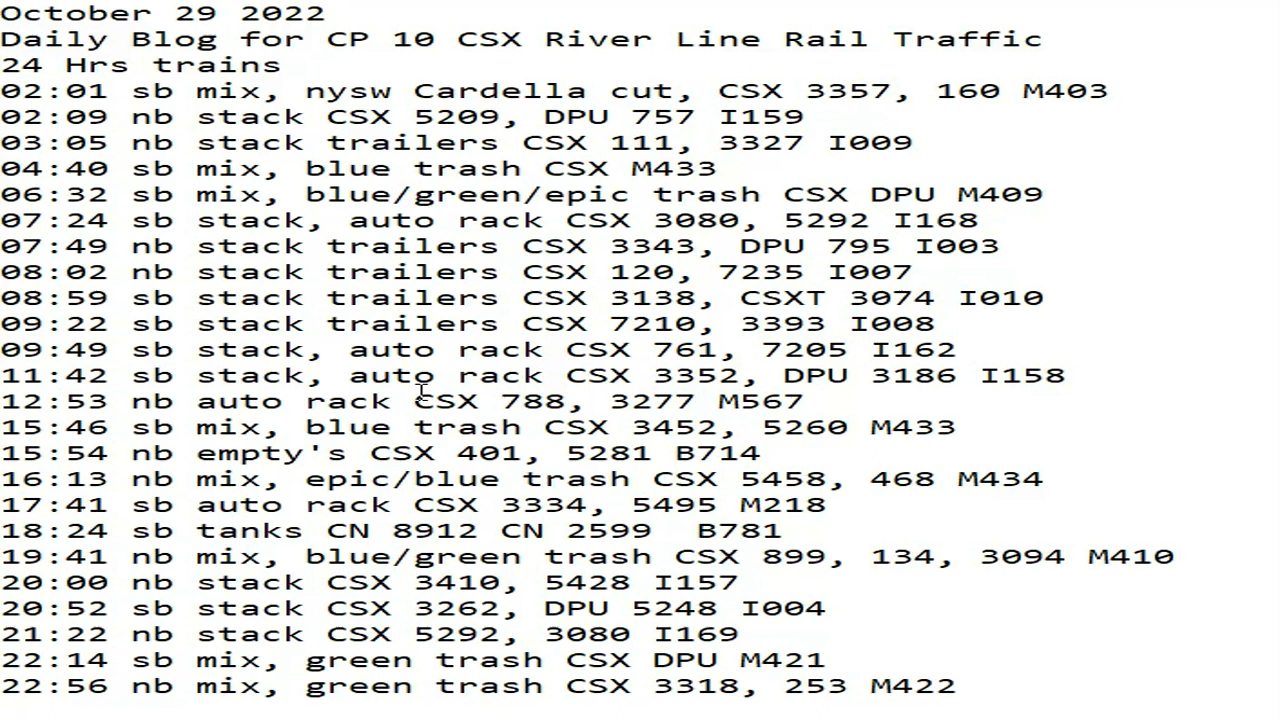 October 29 2022
Daily Blog for CP 10 CSX River Line Rail Traffic
24 Hrs trains
02:01 sb mix, nysw Cardella cut, CSX 3357, 160 M403
02:09 nb stack CSX 5209, DPU 757 I159
03:05 nb stack trailers CSX 111, 3327 I009
04:40 sb mix, blue trash CSX M433
06:32 sb mix, blue/green/epic trash CSX DPU M409
07:24 sb stack, auto rack CSX 3080, 5292 I168
07:49 nb stack trailers CSX 3343, DPU 795 I003
08:02 nb stack trailers CSX 120, 7235 I007
08:59 sb stack trailers CSX 3138, CSXT 3074 I010
09:22 sb stack trailers CSX 7210, 3393 I008
09:49 sb stack, auto rack CSX 761, 7205 I162
11:42 sb stack, auto rack CSX 3352, DPU 3186 I158
12:53 nb auto rack CSX 788, 3277 M567
15:46 sb mix, blue trash CSX 3452, 5260 M433
15:54 nb empty's CSX 401, 5281 B714
16:13 nb mix, epic/blue trash CSX 5458, 468 M434
17:41 sb auto rack CSX 3334, 5495 M218
18:24 sb tanks CN 8912 CN 2599  B781
19:41 nb mix, blue/green trash CSX 899, 134, 3094 M410
20:00 nb stack CSX 3410, 5428 I157
20:52 sb stack CSX 3262, DPU 5248 I004
21:22 nb stack CSX 5292, 3080 I169
22:14 sb mix, green trash CSX DPU M421
22:56 nb mix, green trash CSX 3318, 253 M422